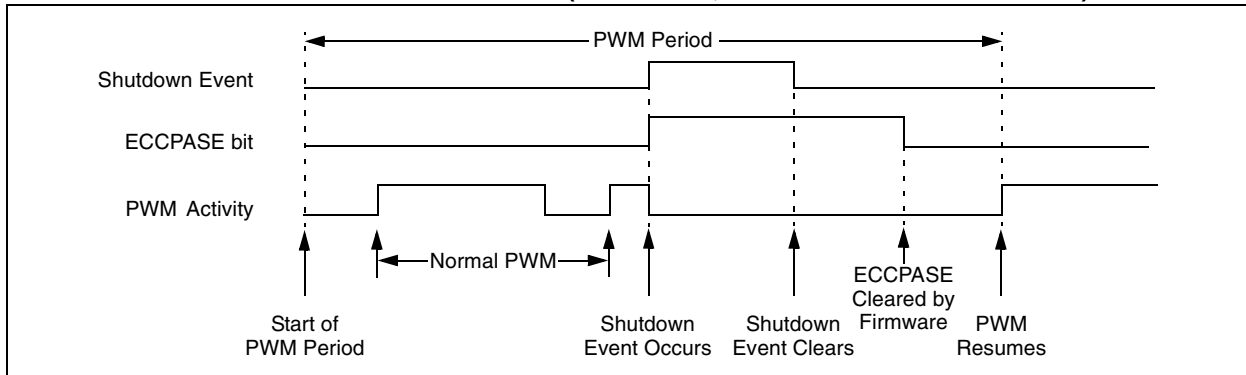 PWM Period
Shutdown Event
ECCPASE bit
PWM Activity
Normal PWM
Start of
PWM Period
Shutdown
Event Occurs
Shutdown
Event Clears
ECCPASE
Cleared by
Firmware
PWM
Resumes